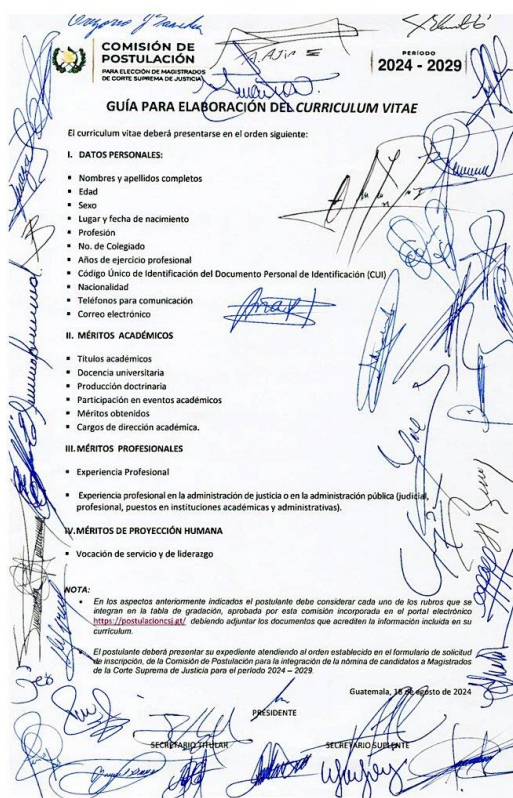 COMISIÓN DE
POSTULACIÓN
PARA ELECCIÓN DE MAGISTRADOS
DE CORTE SUPREMA DE JUSTICIA
PERÍODO
2024 - 2029
GUÍA PARA ELABORACIÓN DEL CURRICULUM VITAE
El curriculum vitae deberá presentarse en el orden siguiente:
I. DATOS PERSONALES:
▪ Nombres y apellidos completos
▪ Edad
▪ Sexo
▪ Lugar y fecha de nacimiento
▪ Profesión
▪ No. de Colegiado
▪ Años de ejercicio profesional
▪ Código Único de Identificación del Documento Personal de Identificación (CUI)
▪ Nacionalidad
▪ Teléfonos para comunicación
▪ Correo electrónico
II. MÉRITOS ACADÉMICOS
▪ Títulos académicos
▪ Docencia universitaria
▪ Producción doctrinaria
▪ Participación en eventos académicos
▪ Méritos obtenidos
▪ Cargos de dirección académica.
III. MÉRITOS PROFESIONALES
▪ Experiencia Profesional
▪ Experiencia profesional en la administración de justicia o en la administración pública (judicial,
profesional, puestos en instituciones académicas y administrativas).
IV. MÉRITOS DE PROYECCIÓN HUMANA
▪ Vocación de servicio y de liderazgo
NOTA:
• En los aspectos anteriormente indicados el postulante debe considerar cada uno de los rubros que se
integran en la tabla de gradación, aprobada por esta comisión incorporada en el portal electrónico
https://postulacioncsj.gt/ debiendo adjuntar los documentos que acrediten la información incluida en su
curriculum.
• El postulante deberá presentar su expediente atendiendo al orden establecido en el formulario de solicitud
de inscripción, de la Comisión de Postulación para la integración de la nómina de candidatos a Magistrados
de la Corte Suprema de Justicia para el período 2024 – 2029.
Guatemala, de agosto de 2024
PRESIDENTE
SECRETARIO TITULAR
SECRETARIO SUPLENTE